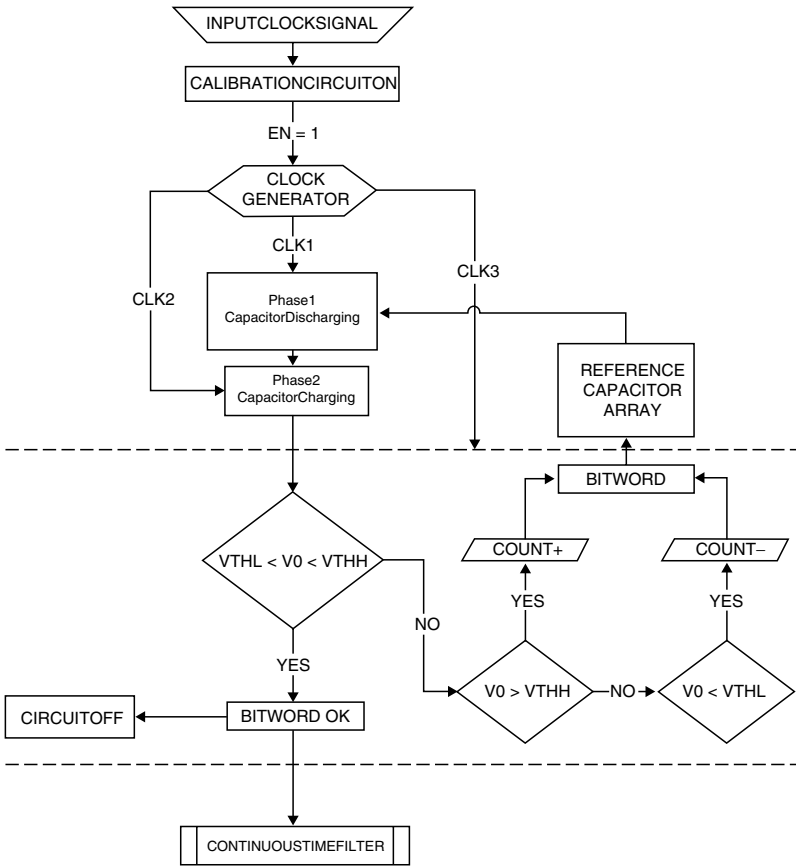 INPUTCLOCKSIGNAL
CALIBRATIONCIRCUITON
EN = 1
CLOCK
GENERATOR
CLK1
CLK2
CLK3
Phase1
CapacitorDischarging
Phase2
CapacitorCharging
REFERENCE
CAPACITOR
ARRAY
BITWORD
COUNT+
COUNT−
VTHL < V0 < VTHH
YES
YES
NO
YES
V0 > VTHH
NO
V0 < VTHL
CIRCUITOFF
BITWORD OK
CONTINUOUSTIMEFILTER